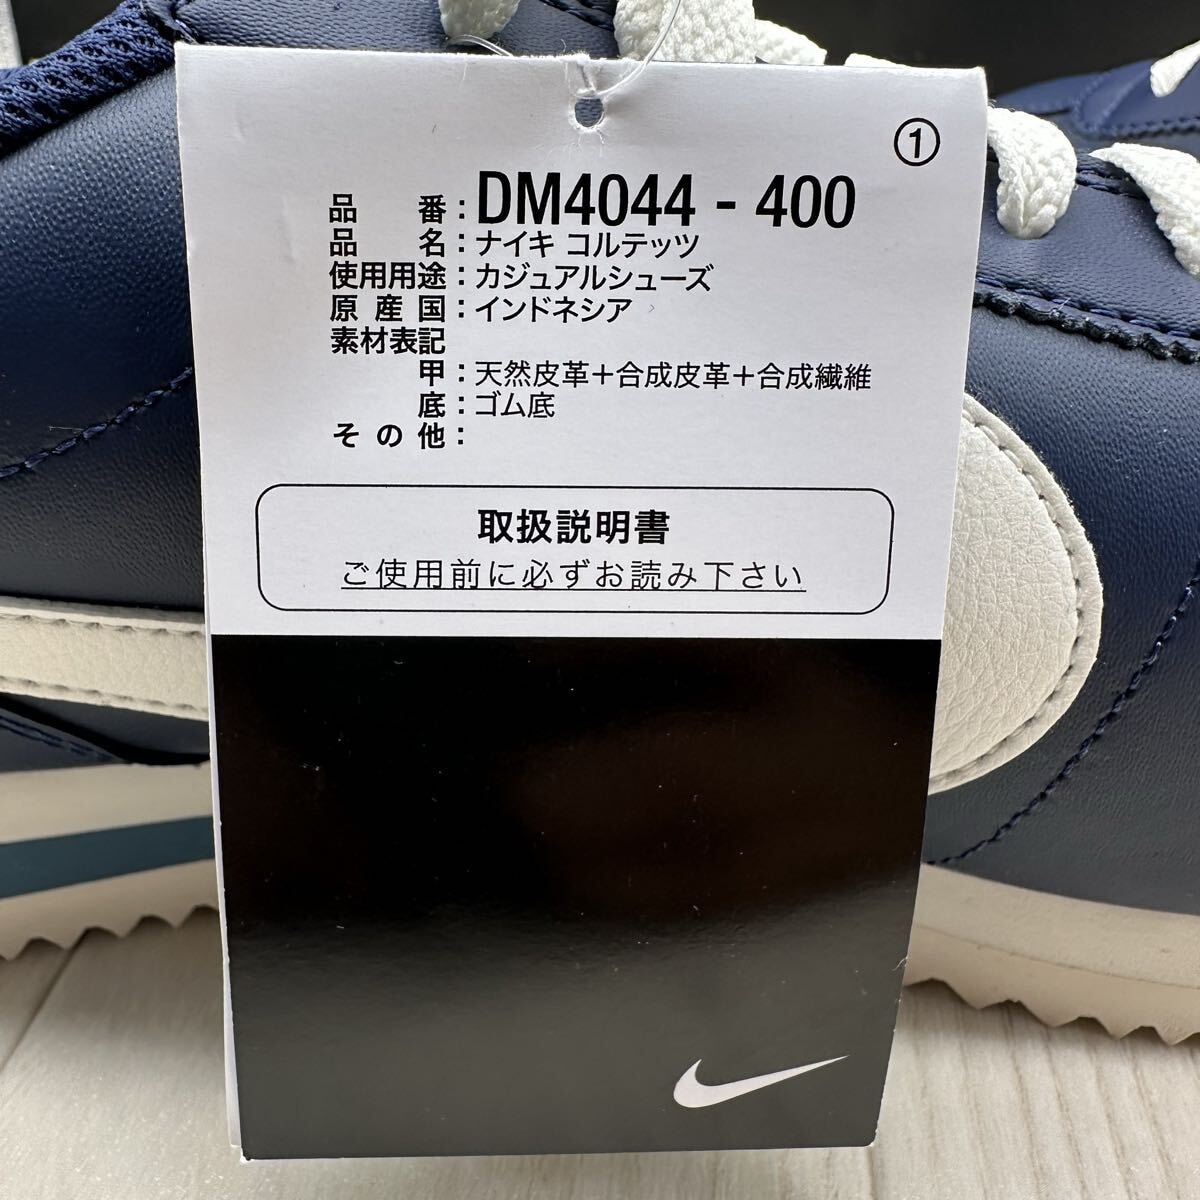 ①
品番：DM4044 - 400
品名：ナイキ コルテッツ
使用用途：カジュアルシューズ
原産国：インドネシア
素材表記
甲：天然皮革＋合成皮革＋合成繊維
底：ゴム底
その他：
取扱説明書
ご使用前に必ずお読み下さい